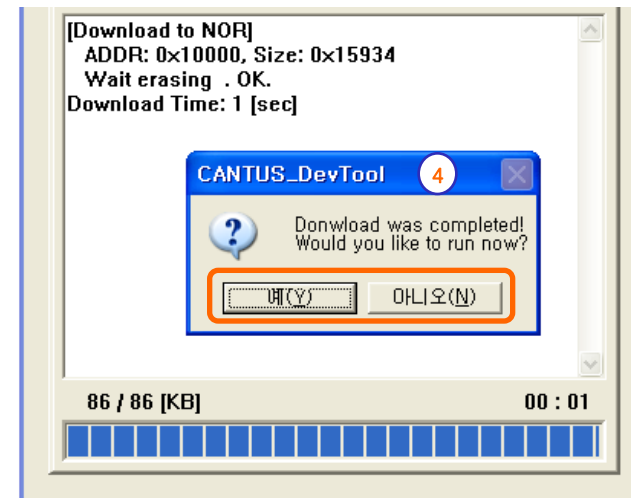 [Download to NOR]
ADDR: 0x10000, Size: 0x15934
Wait erasing . OK.
Download Time: 1 [sec]
CANTUS_DevTool
4
Donwload was completed!
Would you like to run now?
예(Y) 아니오(N)
86 / 86 [KB] 00 : 01